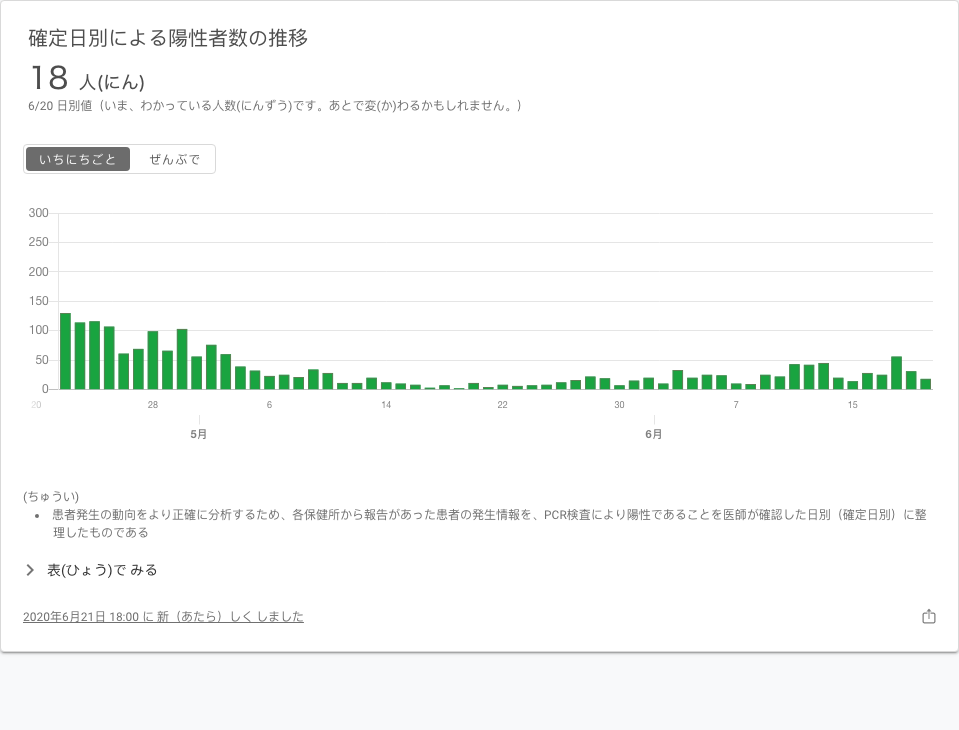 確定日別による陽性者数の推移
18 人(にん)
6/20 日別値（いま、わかっている人数(にんずう)です。あとで変(か)わるかもしれません。）
いちにちごと ぜんぶで
300
250
200
150
100
50
0
20 28 6 14 22 30 7 15
5月 6月
(ちゅうい)
• 患者発生の動向をより正確に分析するため、各保健所から報告があった患者の発生情報を、PCR検査により陽性であることを医師が確認した日別（確定日別）に整
理したものである
表(ひょう)で みる
2020年6月21日 18:00 に 新（あたら）しく しました